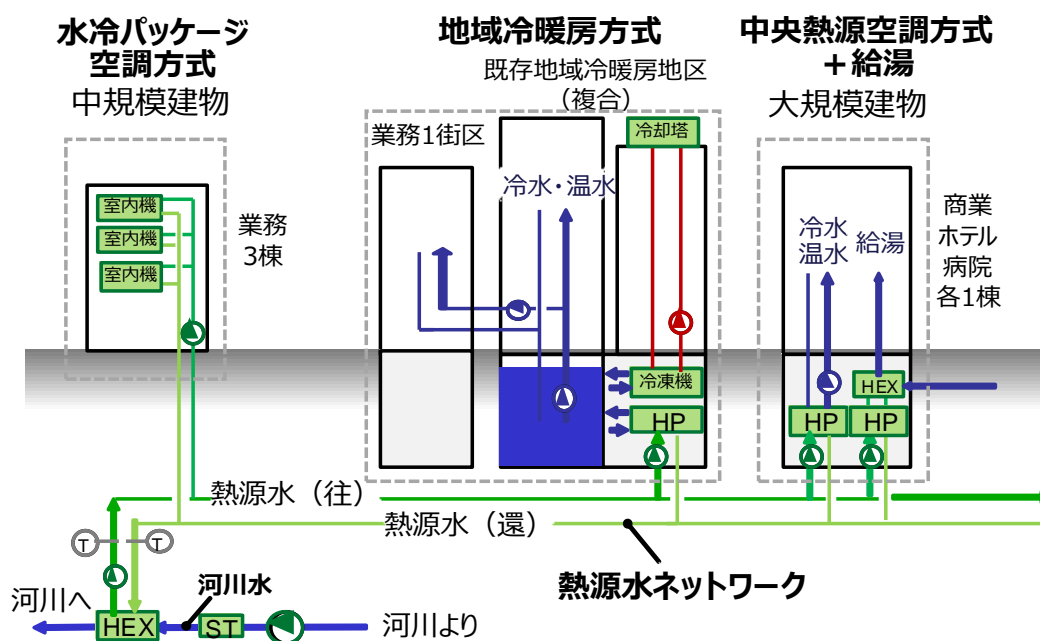 水冷パッケージ
空調方式
中規模建物
室内機
室内機
室内機
業務
3棟
地域冷暖房方式
既存地域冷暖房地区
（複合）
業務1街区
冷却塔
冷水・温水
冷凍機
HP
中央熱源空調方式
＋給湯
大規模建物
冷水
温水
給湯
商業
ホテル
病院
各1棟
HEX
HP
HP
熱源水（往）
熱源水（還）
T
T
熱源水ネットワーク
河川へ
河川水
HEX
ST
河川より